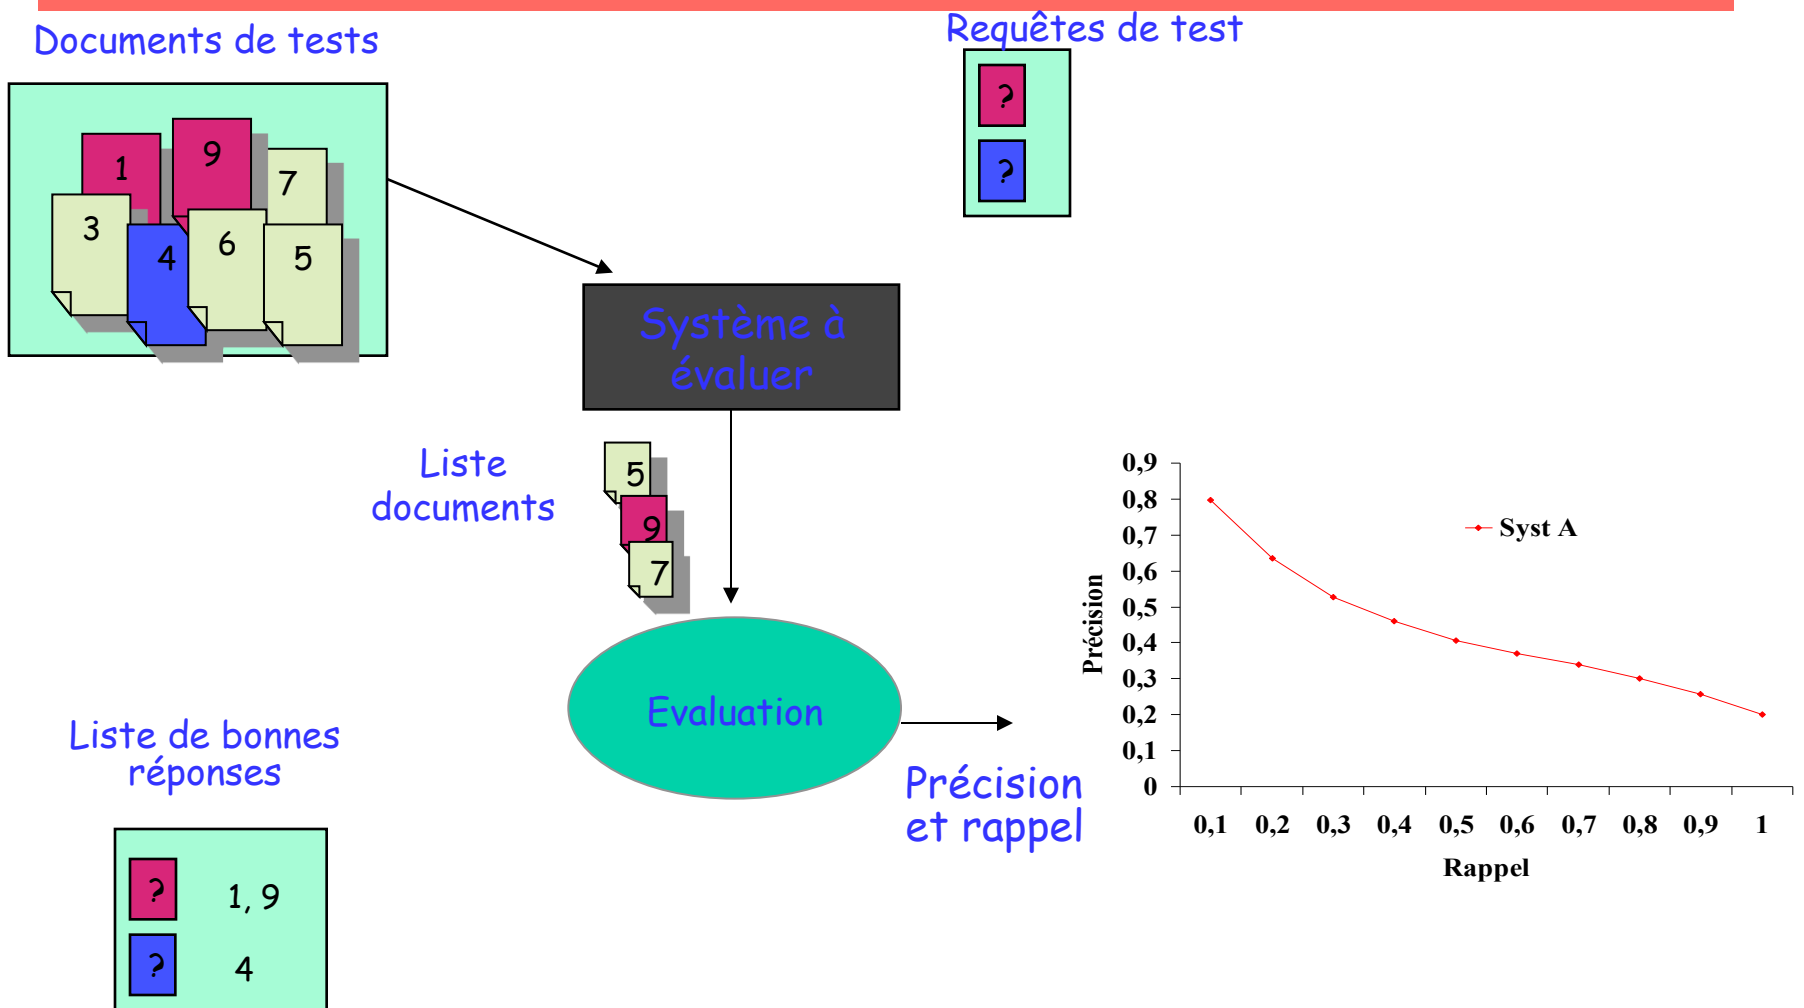 Documents de tests
Requêtes de test
?
?
1
9
7
3
4
6
5
Système à
évaluer
Liste
documents
5
9
7
Evaluation
Précision
et rappel
Liste de bonnes
réponses
? 1, 9
? 4
0,9
0,8
0,7
0,6
0,5
0,4
0,3
0,2
0,1
0
Précision
Syst A
0,1 0,2 0,3 0,4 0,5 0,6 0,7 0,8 0,9 1
Rappel